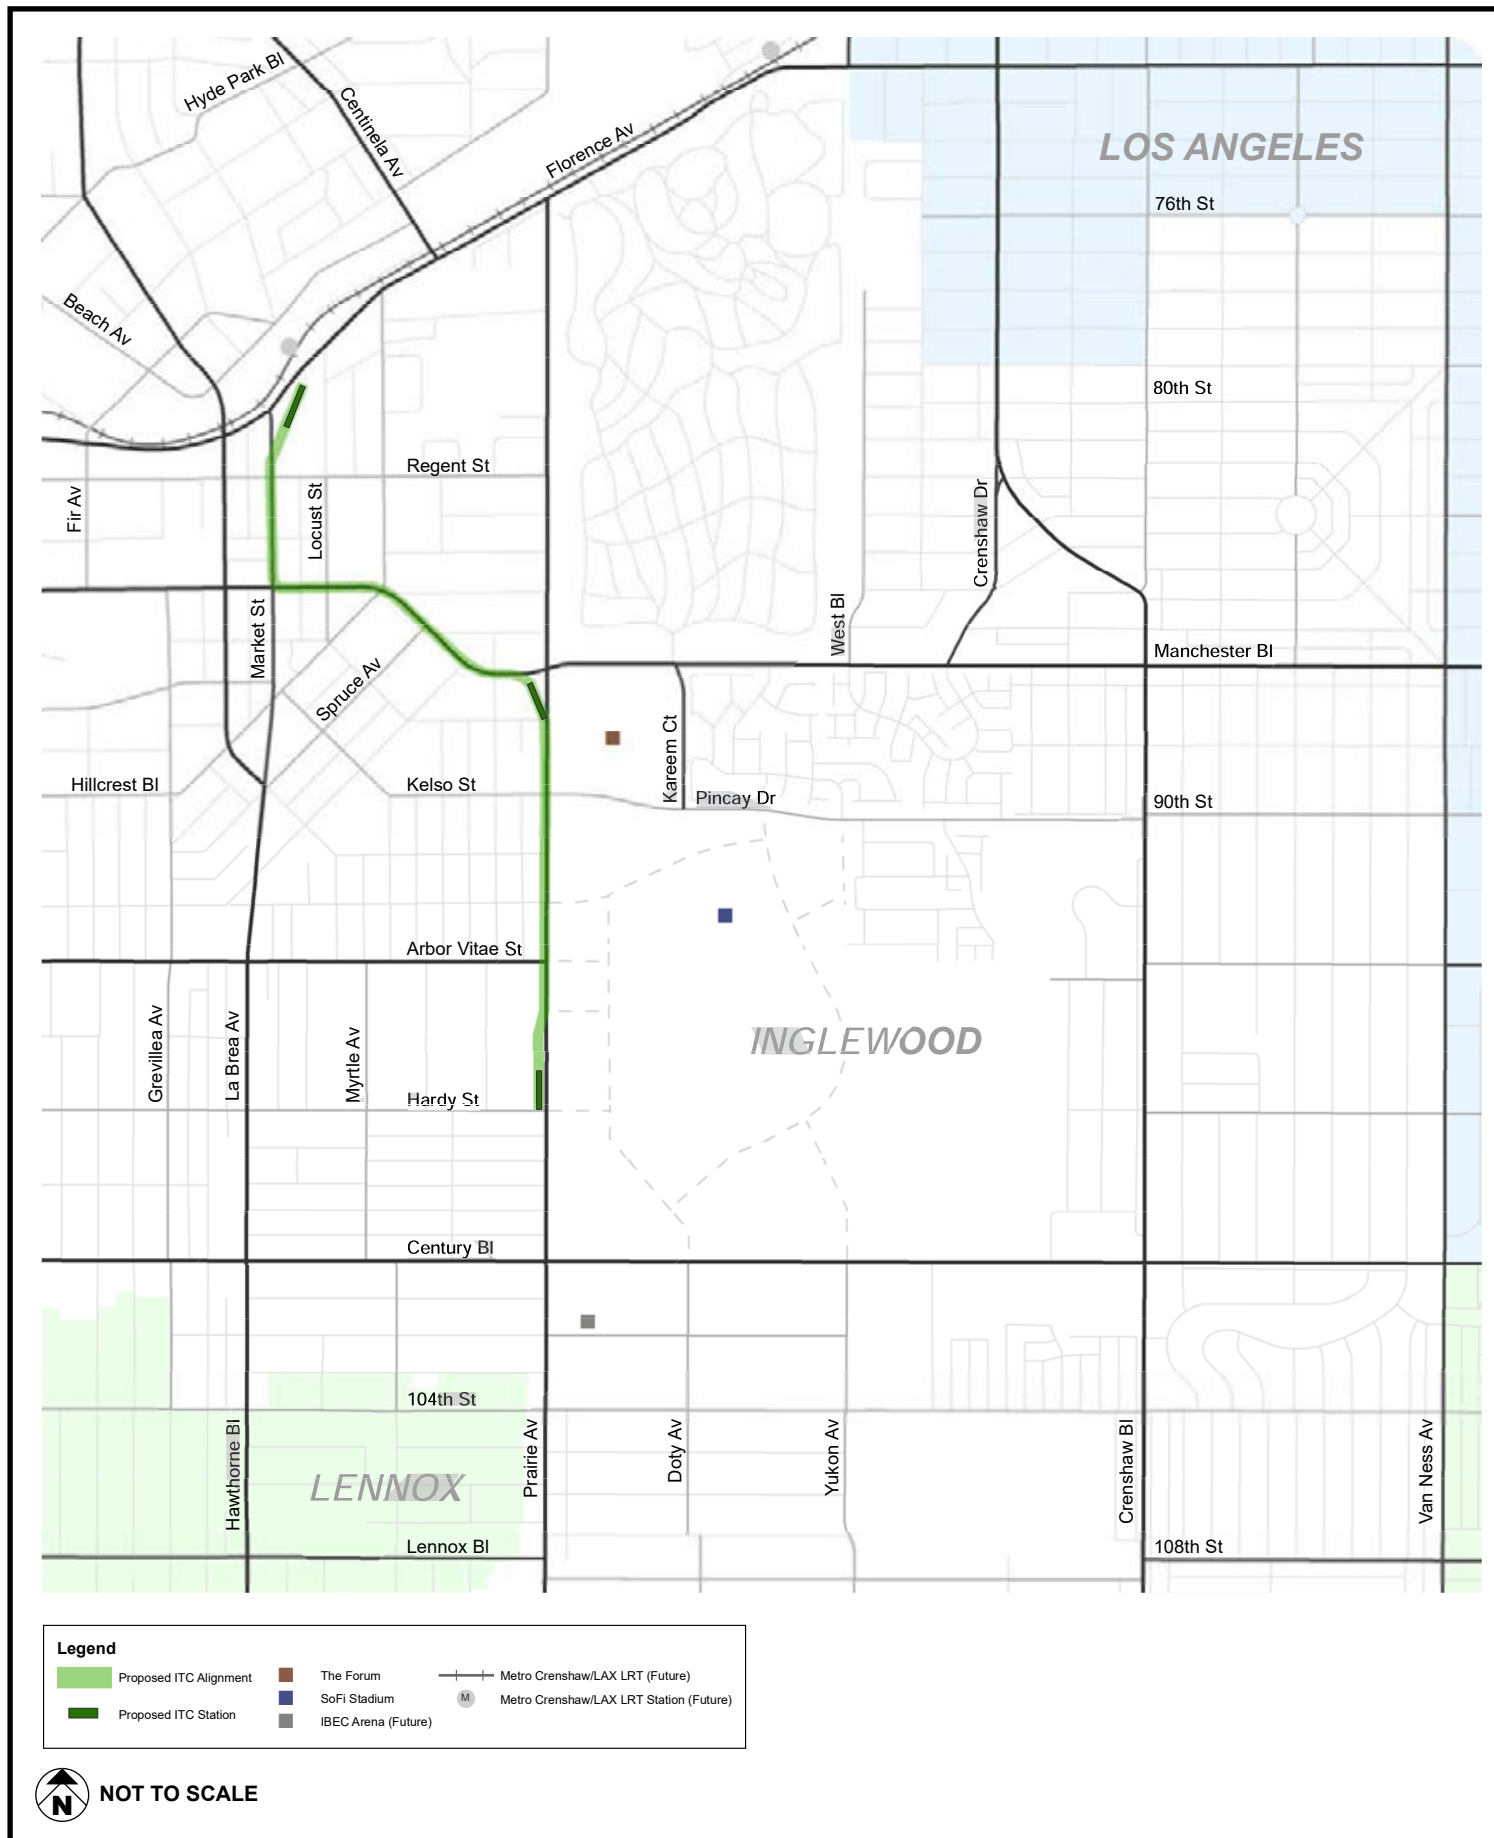 Hyde Park Bl
Centinela Av
Florence Av
LOS ANGELES
76th St
Beach Av
80th St
Regent St
Fir Av
Locust St
Crenshaw Dr
Market St
West Bl
Manchester Bl
Spruce Av
Kareem Ct
Hillcrest Bl
Kelso St
Pincay Dr
90th St
Arbor Vitae St
Grevillea Av
La Brea Av
Myrtle Av
INGLEWOOD
Hardy St
Century Bl
104th St
Hawthorne Bl
LENNOX
Prairie Av
Doty Av
Yukon Av
Crenshaw Bl
Van Ness Av
Lennox Bl
108th St
Legend
Proposed ITC Alignment
Proposed ITC Station
The Forum
SoFi Stadium
IBEC Arena (Future)
Metro Crenshaw/LAX LRT (Future)
M
Metro Crenshaw/LAX LRT Station (Future)
N
NOT TO SCALE